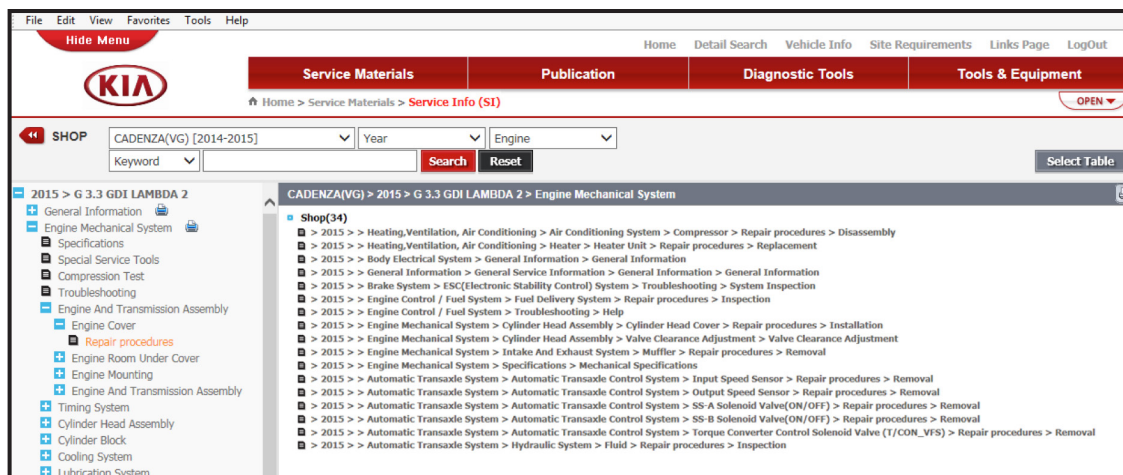 File Edit View Favorites Tools Help
Hide Menu
Home Detail Search Vehicle Info Site Requirements Links Page LogOut
KIA
Service Materials Publication Diagnostic Tools Tools & Equipment
Home > Service Materials > Service Info (SI)
OPEN
SHOP CADENZA(VG) [2014-2015] Year Engine
Keyword Search Reset Select Table
2015 > G 3.3 GDI LAMBDA 2
General Information
Engine Mechanical System
Specifications
Special Service Tools
Compression Test
Troubleshooting
Engine And Transmission Assembly
Engine Cover
Repair procedures
Engine Room Under Cover
Engine Mounting
Engine And Transmission Assembly
Timing System
Cylinder Head Assembly
Cylinder Block
Cooling System
Lubrication System
CADENZA(VG) > 2015 > G 3.3 GDI LAMBDA 2 > Engine Mechanical System
Shop(34)
> 2015 > > Heating,Ventilation, Air Conditioning > Air Conditioning System > Compressor > Repair procedures > Disassembly
> 2015 > > Heating,Ventilation, Air Conditioning > Heater > Heater Unit > Repair procedures > Replacement
> 2015 > > Body Electrical System > General Information > General Information
> 2015 > > General Information > General Service Information > General Information > General Information
> 2015 > > Brake System > ESC(Electronic Stability Control) System > Troubleshooting > System Inspection
> 2015 > > Engine Control / Fuel System > Fuel Delivery System > Repair procedures > Inspection
> 2015 > > Engine Control / Fuel System > Troubleshooting > Help
> 2015 > > Engine Mechanical System > Cylinder Head Assembly > Cylinder Head Cover > Repair procedures > Installation
> 2015 > > Engine Mechanical System > Cylinder Head Assembly > Valve Clearance Adjustment > Valve Clearance Adjustment
> 2015 > > Engine Mechanical System > Intake And Exhaust System > Muffler > Repair procedures > Removal
> 2015 > > Engine Mechanical System > Specifications > Mechanical Specifications
> 2015 > > Automatic Transaxle System > Automatic Transaxle Control System > Input Speed Sensor > Repair procedures > Removal
> 2015 > > Automatic Transaxle System > Automatic Transaxle Control System > Output Speed Sensor > Repair procedures > Removal
> 2015 > > Automatic Transaxle System > Automatic Transaxle Control System > SS-A Solenoid Valve(ON/OFF) > Repair procedures > Removal
> 2015 > > Automatic Transaxle System > Automatic Transaxle Control System > SS-B Solenoid Valve(ON/OFF) > Repair procedures > Removal
> 2015 > > Automatic Transaxle System > Automatic Transaxle Control System > Torque Converter Control Solenoid Valve (T/CON_VFS) > Repair procedures > Removal
> 2015 > > Automatic Transaxle System > Hydraulic System > Fluid > Repair procedures > Inspection